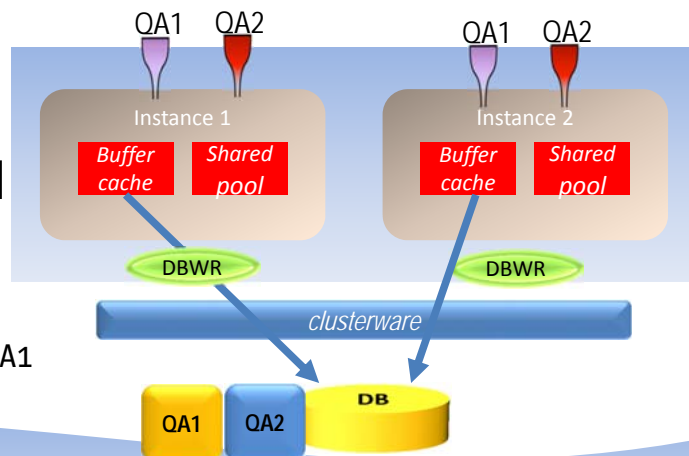 QA1 QA2 QA1 QA2
Instance 1 Instance 2
Buffer cache Shared pool Buffer cache Shared pool
DBWR DBWR
clusterware
A1
QA1 QA2 DB